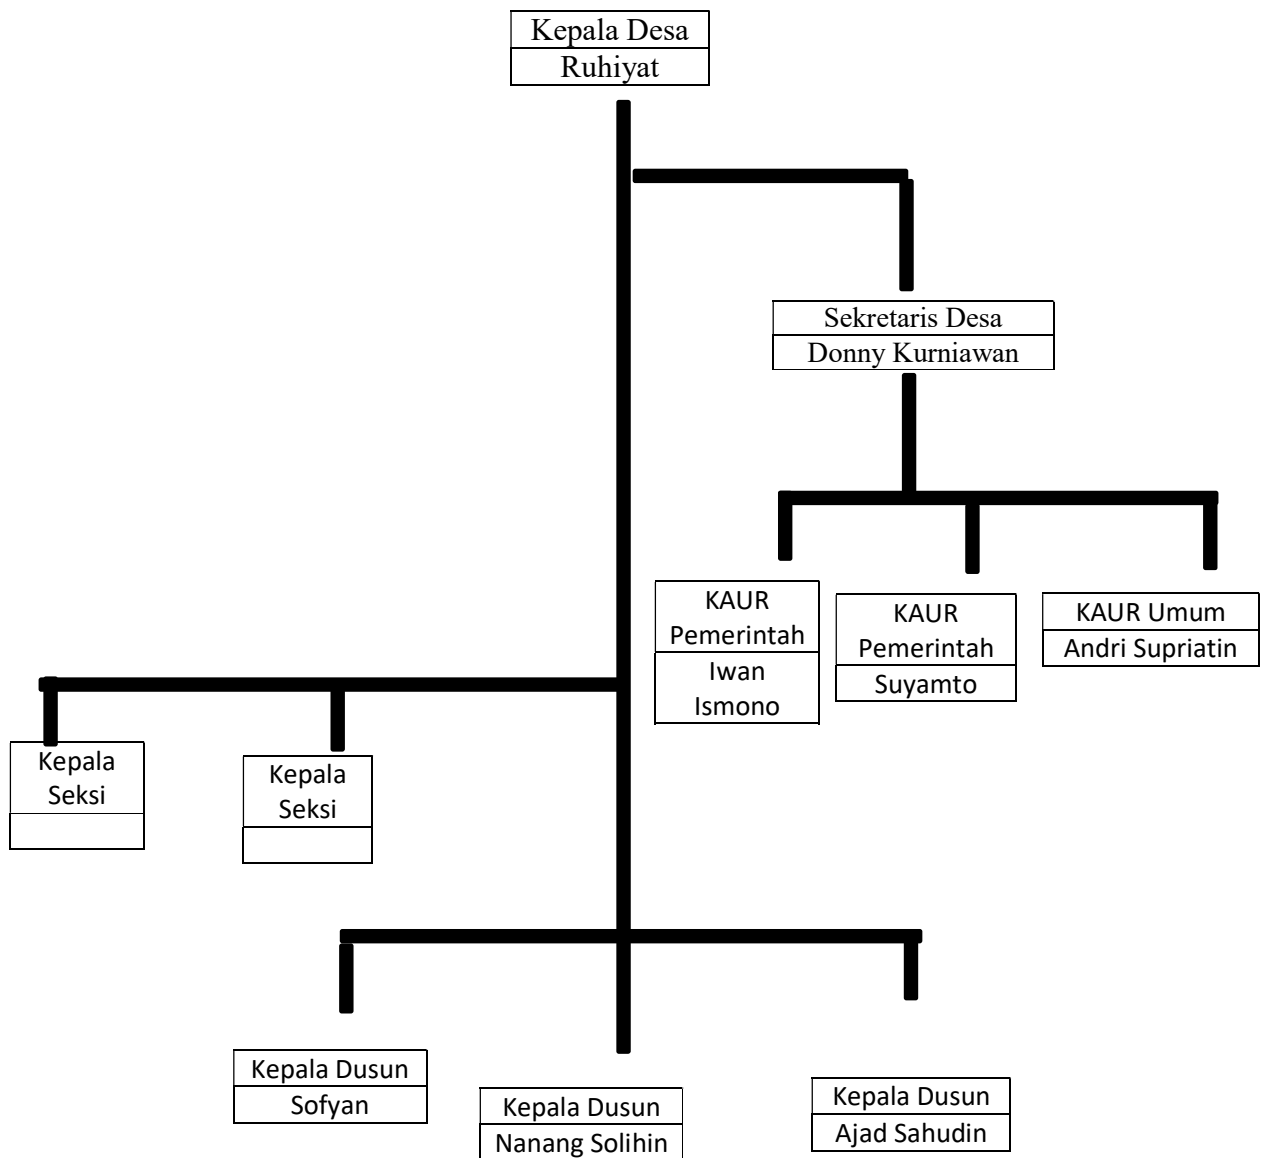 Kepala Desa
Ruhiyat
Sekretaris Desa
Donny Kurniawan
KAUR
Pemerintah
Iwan
Ismono
KAUR
Pemerintah
Suyamto
KAUR Umum
Andri Supriatin
Kepala
Seksi
Kepala
Seksi
Kepala Dusun
Sofyan
Kepala Dusun
Nanang Solihin
Kepala Dusun
Ajad Sahudin